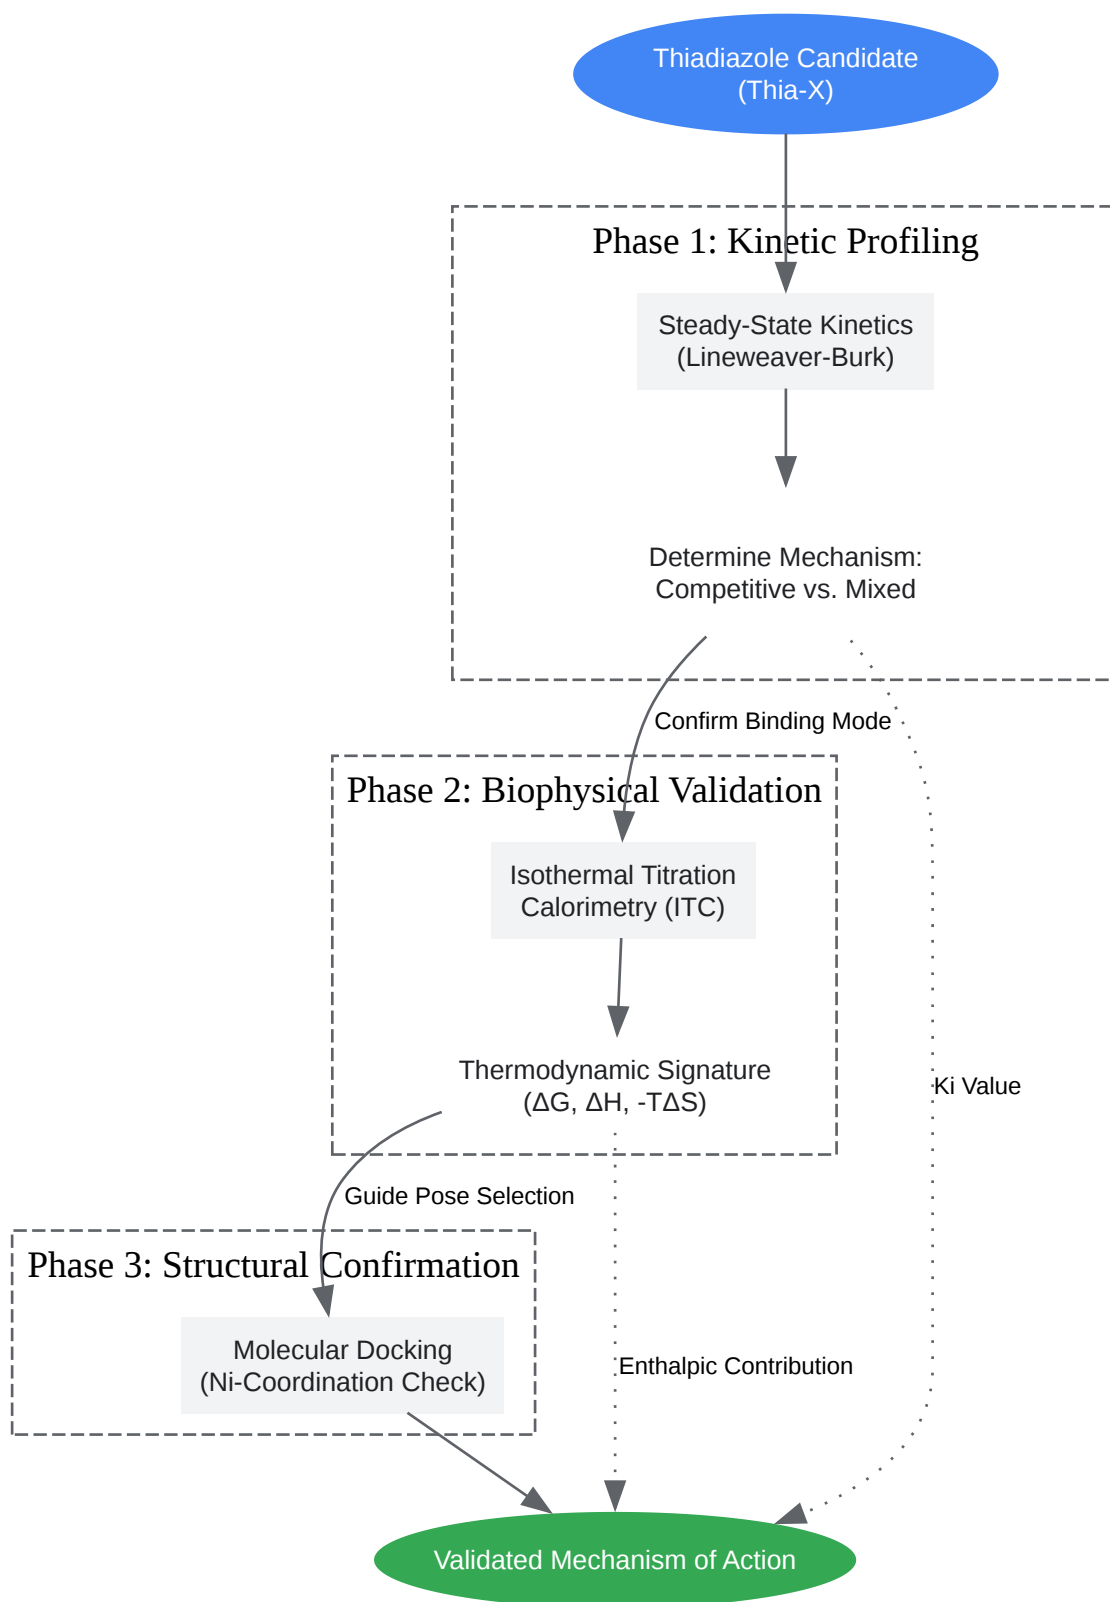 Thiadiazole Candidate
(Thia-X)
Phase 1: Kinetic Profiling
Steady-State Kinetics
(Lineweaver-Burk)
Determine Mechanism:
Competitive vs. Mixed
Confirm Binding Mode
Phase 2: Biophysical Validation
Isothermal Titration
Calorimetry (ITC)
Thermodynamic Signature
(ΔG, ΔH, -TΔS)
Ki Value
Guide Pose Selection
Phase 3: Structural Confirmation
Molecular Docking
(Ni-Coordination Check)
Enthalpic Contribution
Validated Mechanism of Action